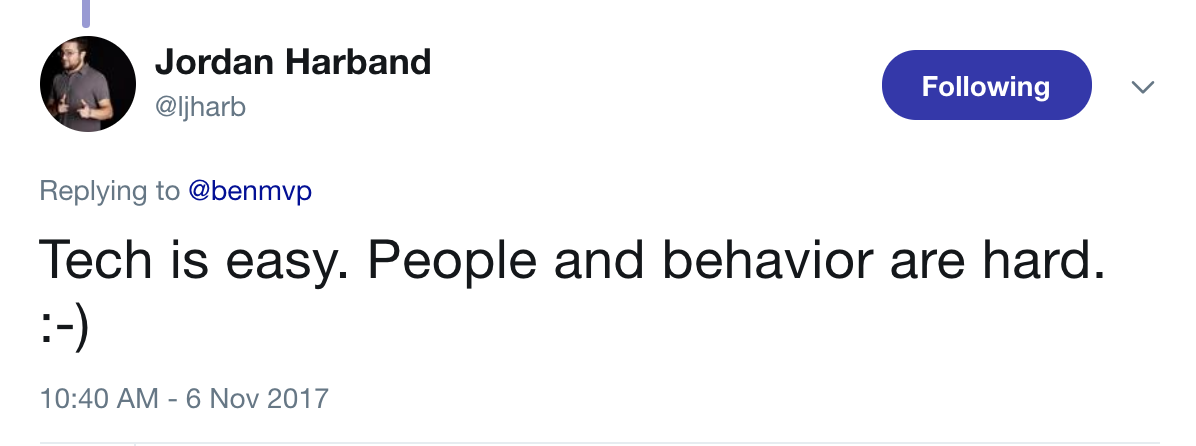 Jordan Harband
@ljharb
Following
Replying to @benmvp
Tech is easy. People and behavior are hard.
:-)
10:40 AM - 6 Nov 2017